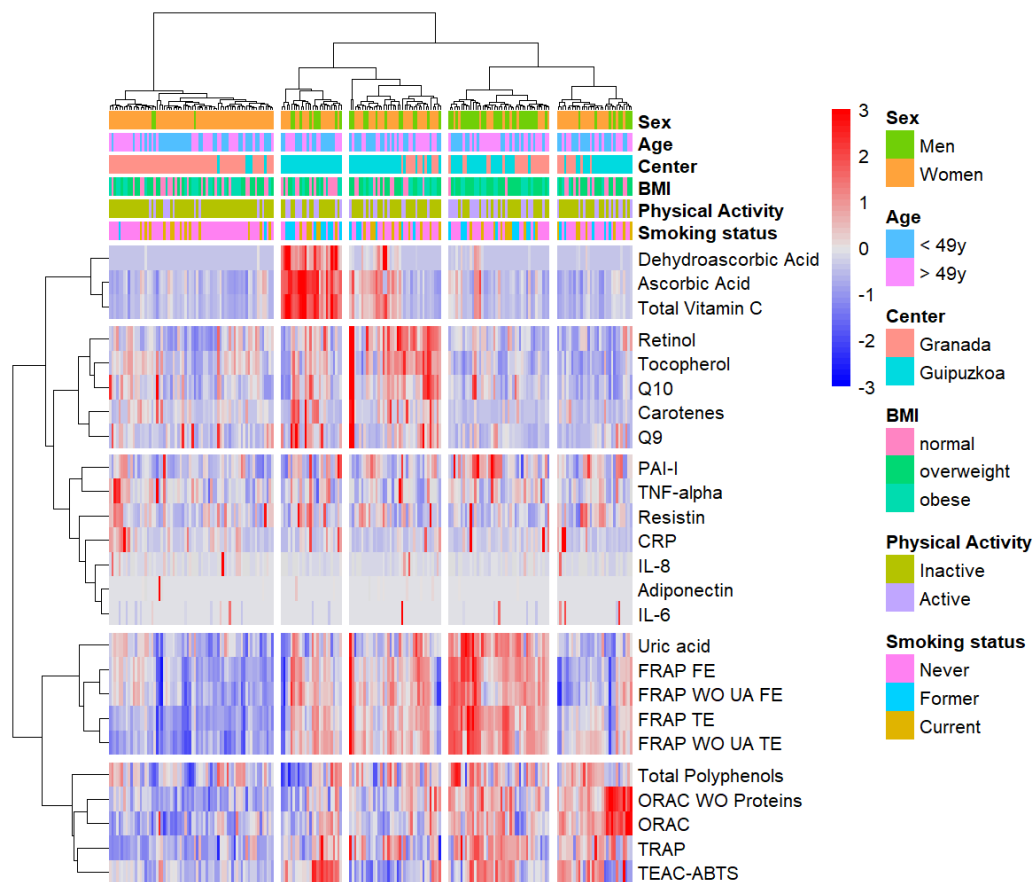 Sex
Age
Center
BMI
Physical Activity
Smoking status
Dehydroascorbic Acid
Ascorbic Acid
Total Vitamin C
Retinol
Tocopherol
Q10
Carotenes
Q9
PAI-I
TNF-alpha
Resistin
CRP
IL-8
Adiponectin
IL-6
Uric acid
FRAP FE
FRAP WO UA FE
FRAP TE
FRAP WO UA TE
Total Polyphenols
ORAC WO Proteins
ORAC
TRAP
TEAC-ABTS
3
2
1
0
-1
-2
-3
Sex
Men
Women
Age
< 49y
> 49y
Center
Granada
Guipuzkoa
BMI
normal
overweight
obese
Physical Activity
Inactive
Active
Smoking status
Never
Former
Current